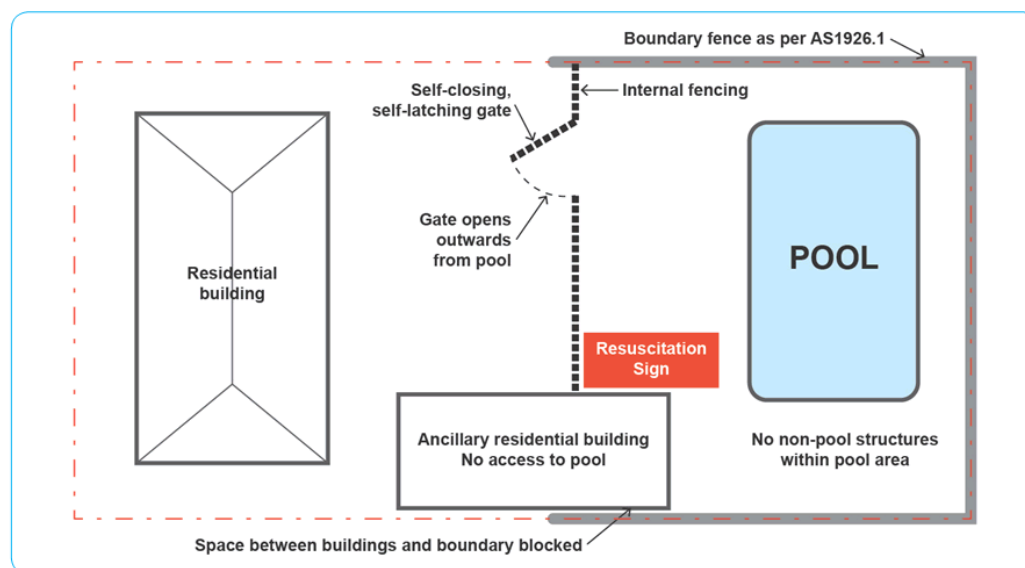 Boundary fence as per AS1926.1
Self-closing,
self-latching gate
Internal fencing
Gate opens
outwards
from pool
POOL
Residential
building
Resuscitation
Sign
Ancillary residential building
No access to pool
No non-pool structures
within pool area
Space between buildings and boundary blocked